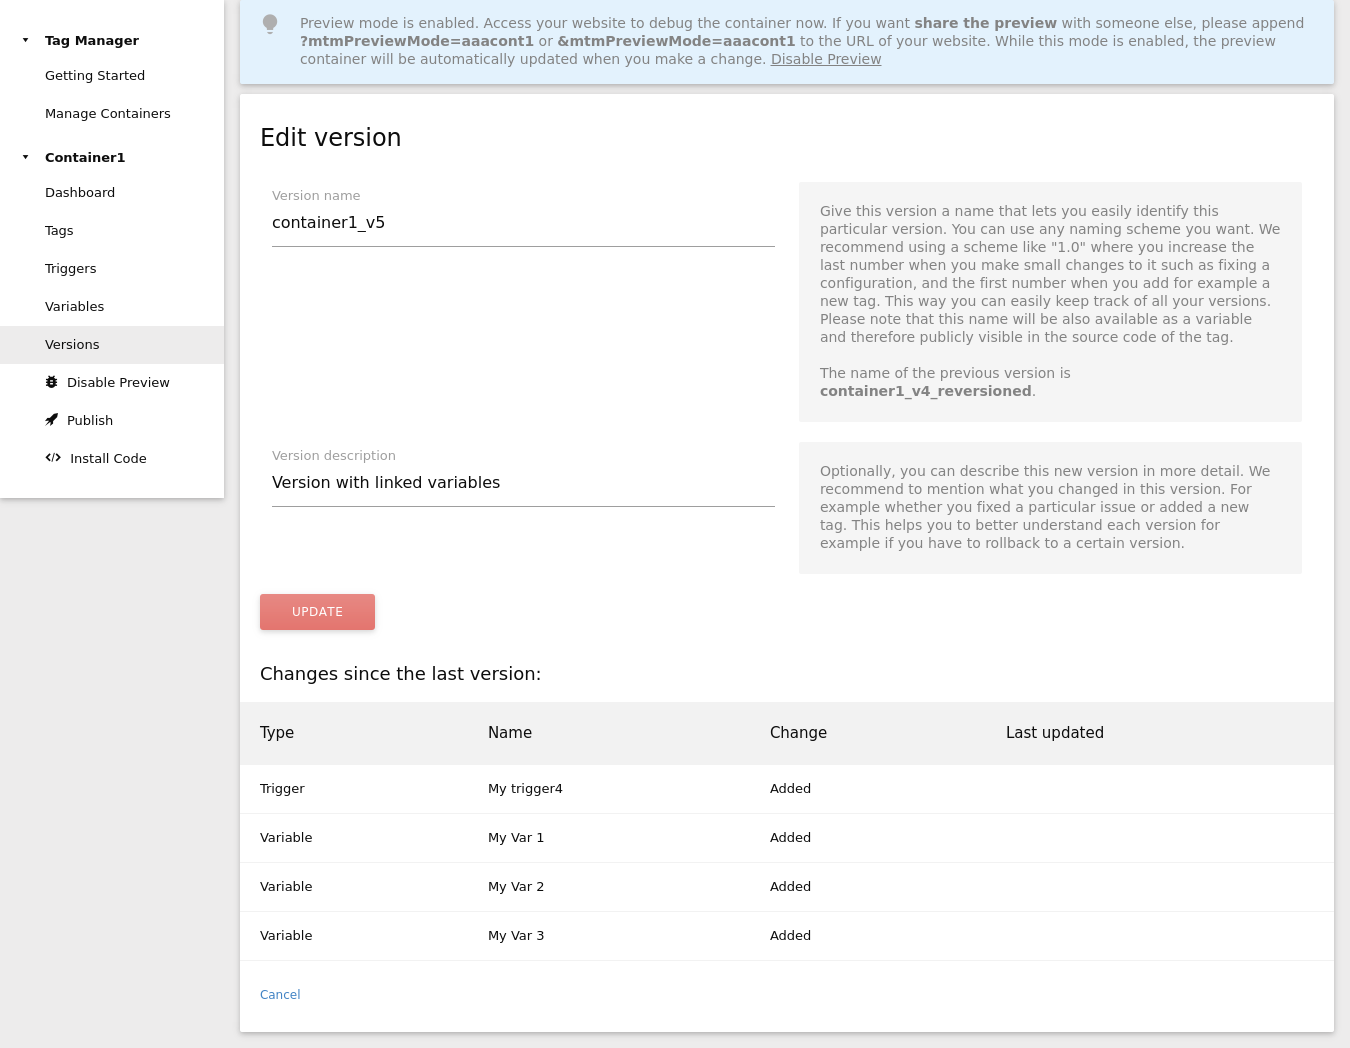 Tag Manager
Getting Started
Manage Containers
Container1
Dashboard
Tags
Triggers
Variables
Versions
Disable Preview
Publish
Install Code
Preview mode is enabled. Access your website to debug the container now. If you want share the preview with someone else, please append
?mtmPreviewMode=aaacont1 or &mtmPreviewMode=aaacont1 to the URL of your website. While this mode is enabled, the preview
container will be automatically updated when you make a change. Disable Preview
Edit version
Version name
container1_v5
Give this version a name that lets you easily identify this
particular version. You can use any naming scheme you want. We
recommend using a scheme like "1.0" where you increase the
last number when you make small changes to it such as fixing a
configuration, and the first number when you add for example a
new tag. This way you can easily keep track of all your versions.
Please note that this name will be also available as a variable
and therefore publicly visible in the source code of the tag.
The name of the previous version is
container1_v4_reversioned.
Version description
Version with linked variables
Optionally, you can describe this new version in more detail. We
recommend to mention what you changed in this version. For
example whether you fixed a particular issue or added a new
tag. This helps you to better understand each version for
example if you have to rollback to a certain version.
UPDATE
Changes since the last version:
Type Name Change Last updated
Trigger My trigger4 Added
Variable My Var 1 Added
Variable My Var 2 Added
Variable My Var 3 Added
Cancel